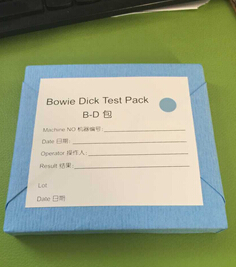 Bowie Dick Test Pack
B-D 包
Machine NO 机器编号:
Date 日期:
Operator 操作人:
Result 结果:
Lot
Date 日期